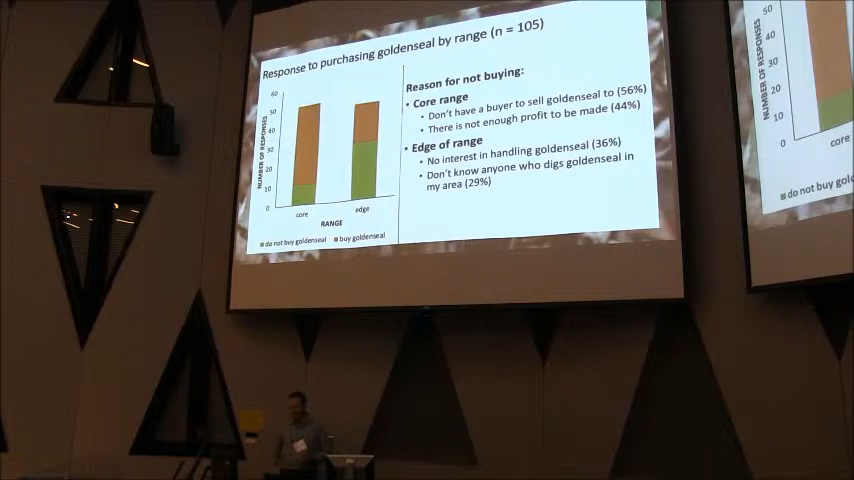 Response to purchasing goldenseal by range (n = 105)
60
50
40
30
20
10
0
NUMBER OF RESPONSES
core
edge
RANGE
do not buy goldenseal
buy goldenseal
Reason for not buying:
• Core range
• Don't have a buyer to sell goldenseal to (56%)
• There is not enough profit to be made (44%)
• Edge of range
• No interest in handling goldenseal (36%)
• Don't know anyone who digs goldenseal in
my area (29%)
50
40
30
20
10
0
NUMBER OF RESPONSES
core
do not buy gold